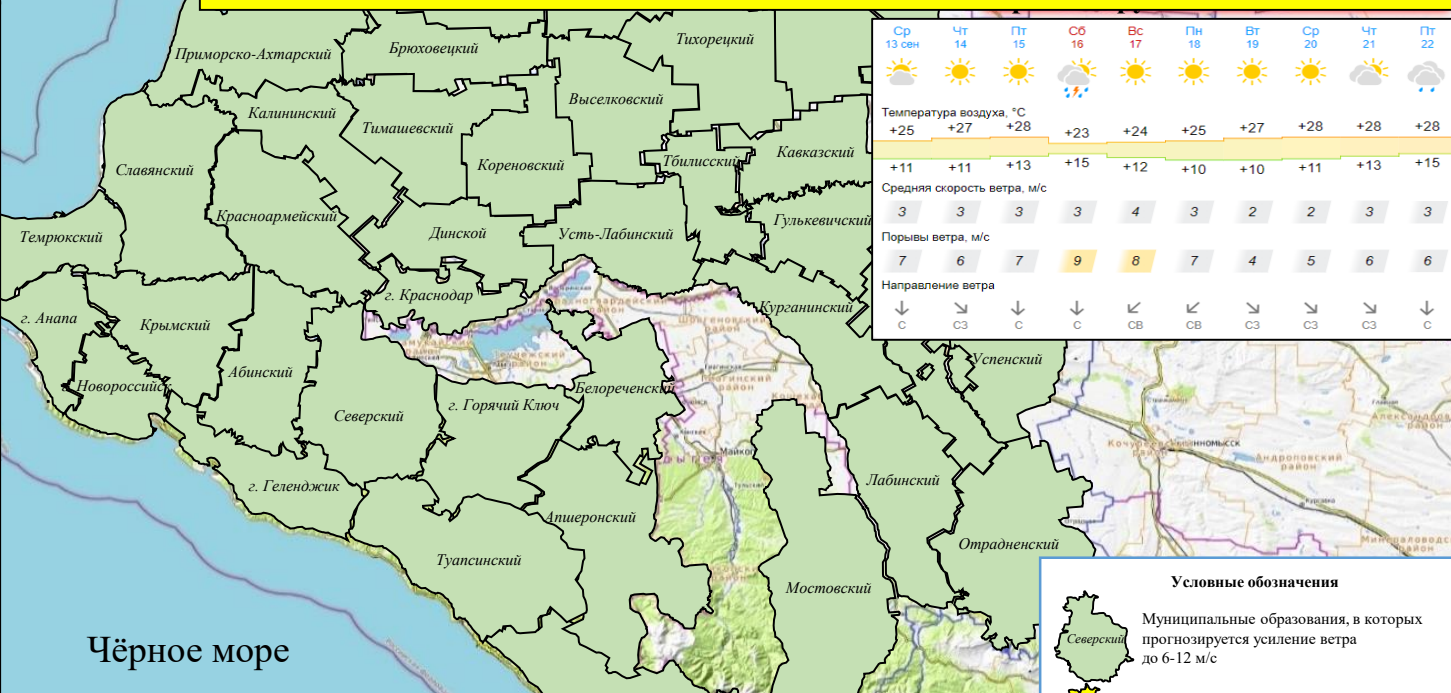 Приморско-Ахтарский
Брюховецкий
Тихорецкий
Калининский
Тимашевский
Выселковский
Славянский
Кореновский
Тбилисский
Кавказский
Красноармейский
Темрюкский
Динской
Усть-Лабинский
Гулькевичский
г. Краснодар
Курганинский
г. Анапа
Крымский
Успенский
Новороссийск
Абинский
Северский
г. Горячий Ключ
Белореченский
г. Геленджик
Апшеронский
Лабинский
Туапсинский
Отрадненский
Мостовский
Чёрное море
Майкоп
Андроповский
район
Курсавка
Ср Чт Пт Сб Вс Пн Вт Ср Чт Пт
13 сен 14 15 16 17 18 19 20 21 22
Температура воздуха, °C
+25 +27 +28 +23 +24 +25 +27 +28 +28 +28
+11 +11 +13 +15 +12 +10 +10 +11 +13 +15
Средняя скорость ветра, м/с
3 3 3 3 4 3 2 2 3 3
Порывы ветра, м/с
7 6 7 9 8 7 4 5 6 6
Направление ветра
С СЗ С С СВ СВ СЗ СЗ СЗ С
Условные обозначения
Северский
Муниципальные образования, в которых
прогнозируется усиление ветра
до 6-12 м/с